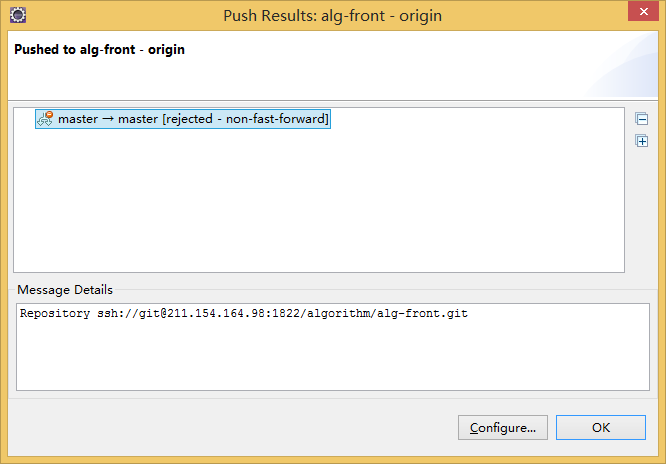 Push Results: alg-front - origin
Pushed to alg-front - origin
master → master [rejected - non-fast-forward]
Message Details
Repository ssh://git@211.154.164.98:1822/algorithm/alg-front.git
Configure... OK